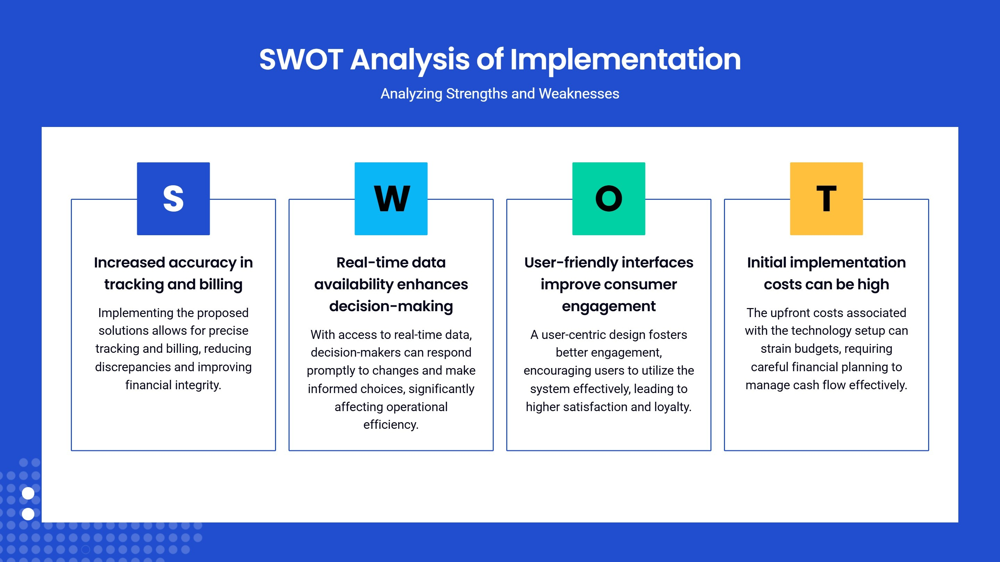 SWOT Analysis of Implementation
Analyzing Strengths and Weaknesses
S
Increased accuracy in
tracking and billing
Implementing the proposed
solutions allows for precise
tracking and billing, reducing
discrepancies and improving
financial integrity.
W
Real-time data
availability enhances
decision-making
With access to real-time data,
decision-makers can respond
promptly to changes and make
informed choices, significantly
affecting operational
efficiency.
O
User-friendly interfaces
improve consumer
engagement
A user-centric design fosters
better engagement,
encouraging users to utilize the
system effectively, leading to
higher satisfaction and loyalty.
T
Initial implementation
costs can be high
The upfront costs associated
with the technology setup can
strain budgets, requiring
careful financial planning to
manage cash flow effectively.